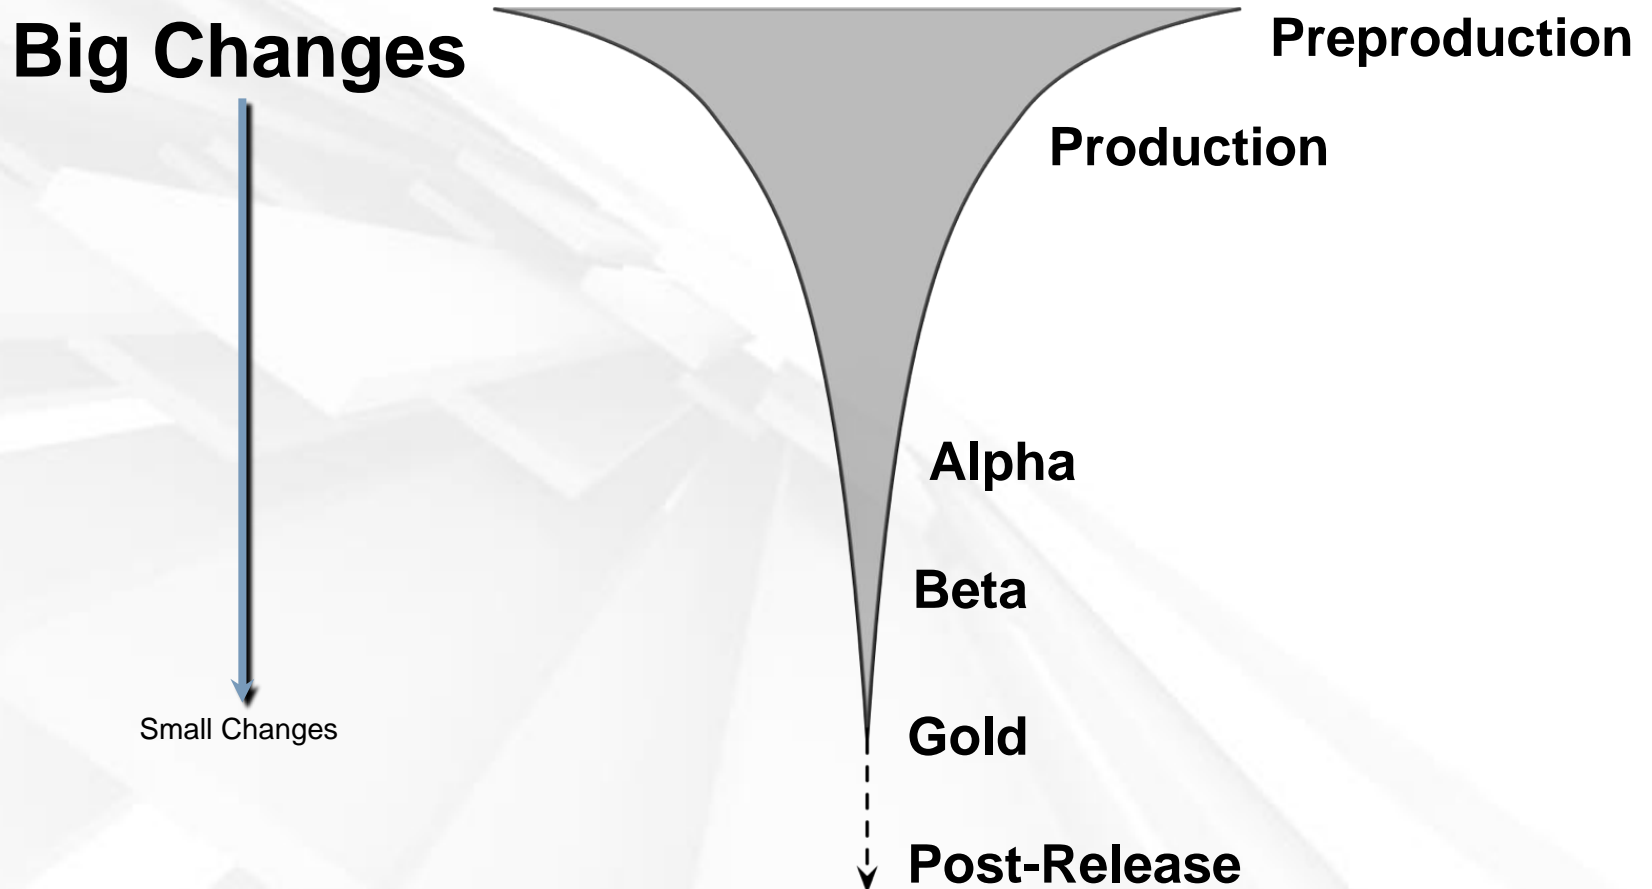 Big Changes
Preproduction
Production
Alpha
Beta
Small Changes
Gold
Post-Release